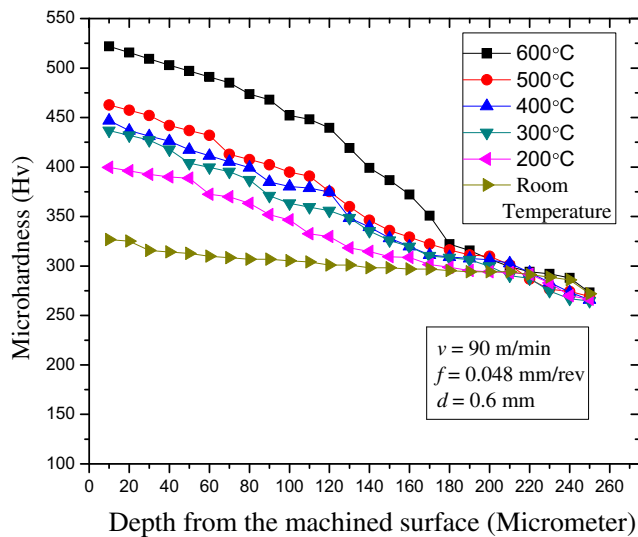 Microhardness (Hv)
550
500
450
400
350
300
250
200
150
100
600°C
500°C
400°C
300°C
200°C
Room
Temperature
v = 90 m/min
f = 0.048 mm/rev
d = 0.6 mm
0 20 40 60 80 100 120 140 160 180 200 220 240 260
Depth from the machined surface (Micrometer)